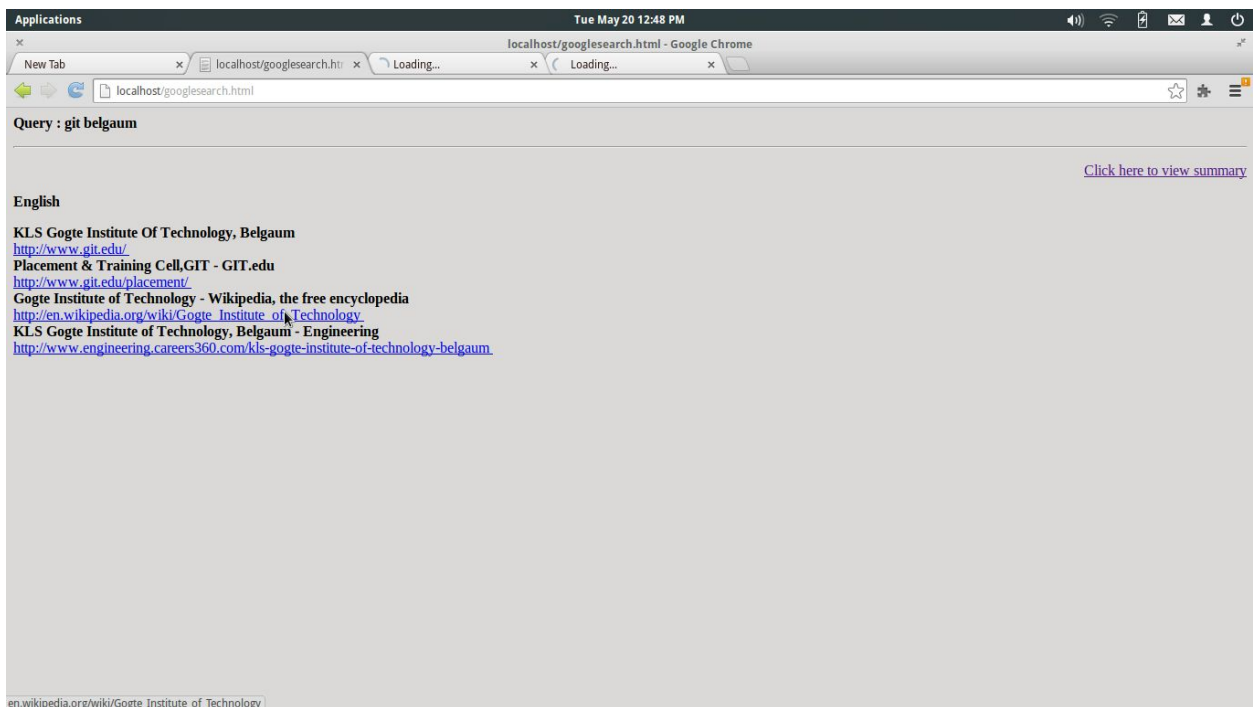 Applications
Tue May 20 12:48 PM
localhost/googlesearch.html - Google Chrome
New Tab
localhost/googlesearch.htm
Loading...
Loading...
localhost/googlesearch.html
Query : git belgaum
Click here to view summary
English
KLS Gogte Institute Of Technology, Belgaum
http://www.git.edu/
Placement & Training Cell,GIT - GIT.edu
http://www.git.edu/placement/
Gogte Institute of Technology - Wikipedia, the free encyclopedia
http://en.wikipedia.org/wiki/Gogte_Institute_of_Technology
KLS Gogte Institute of Technology, Belgaum - Engineering
http://www.engineering.careers360.com/kls-gogte-institute-of-technology-belgaum
en.wikipedia.org/wiki/Gogte_Institute_of_Technology